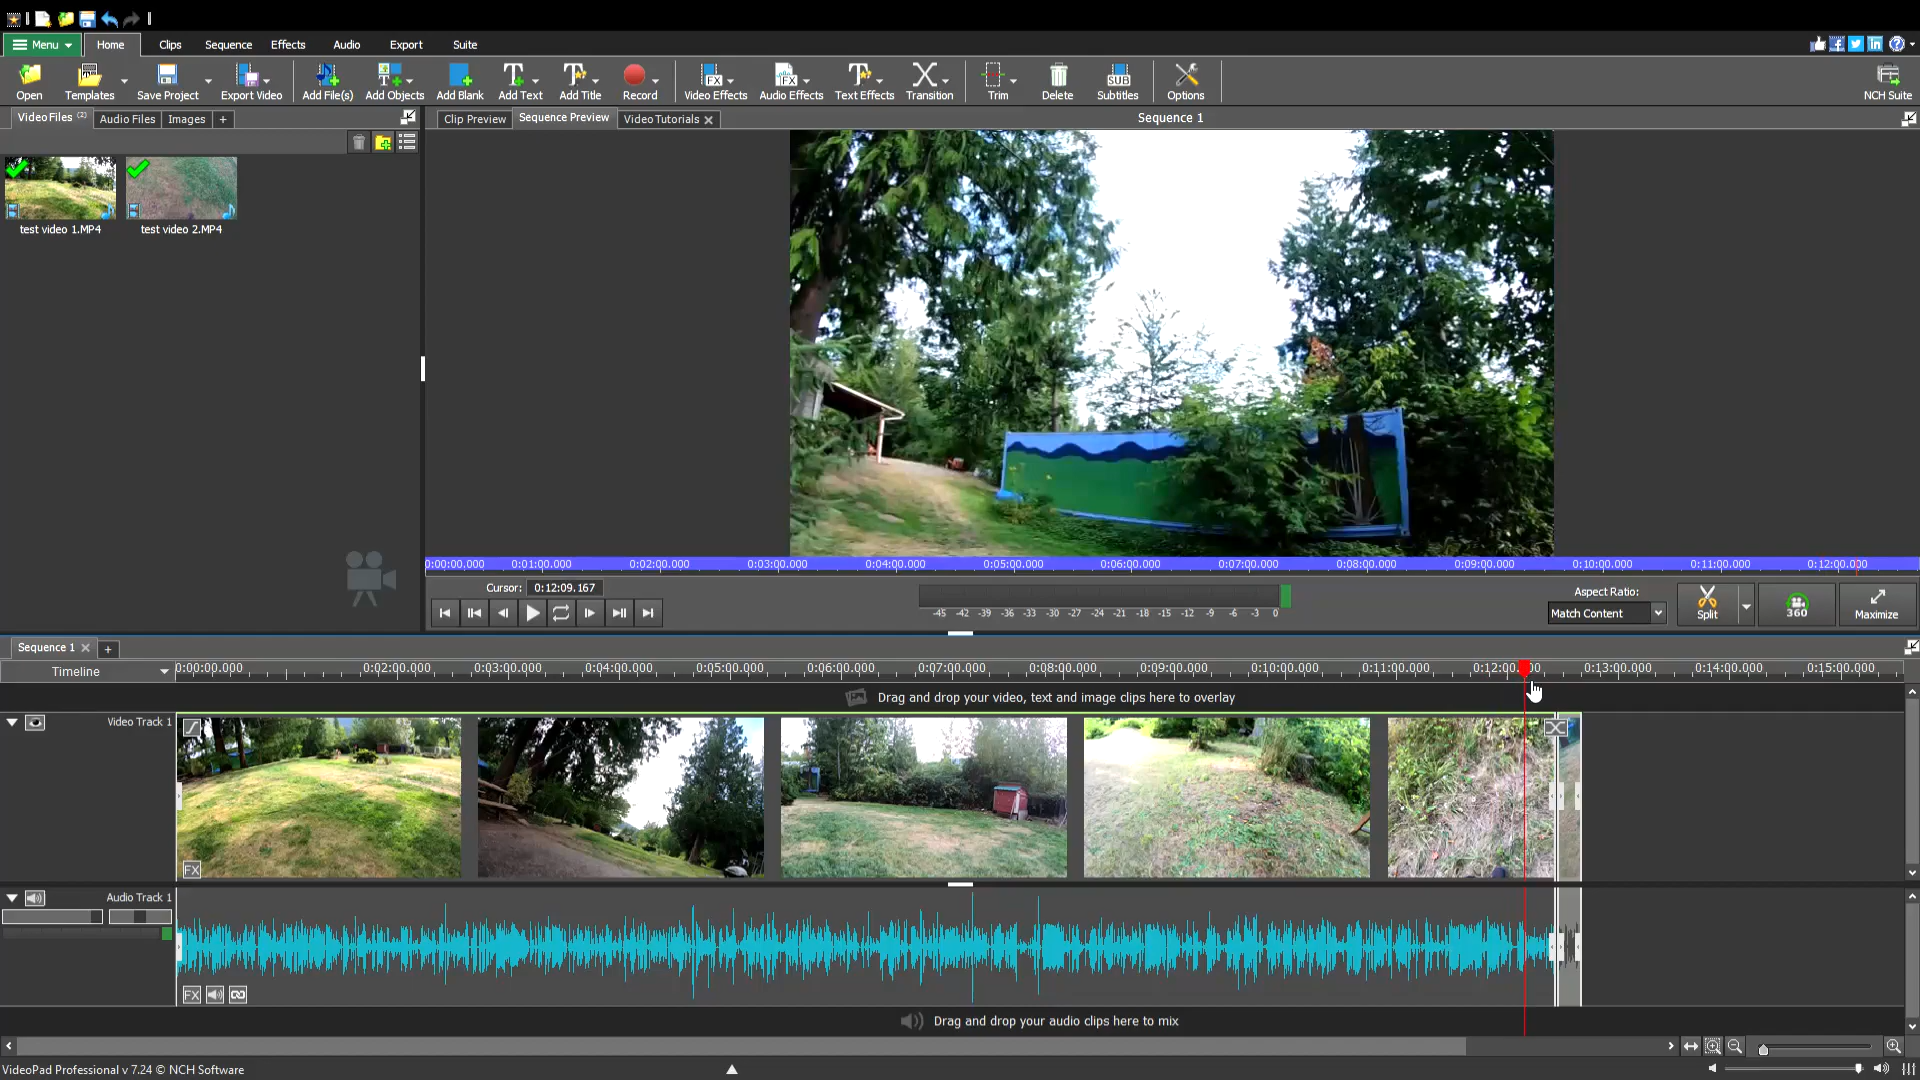 Menu Home Clips Sequence Effects Audio Export Suite
Open Templates Save Project Export Video Add File(s) Add Objects Add Blank Add Text Add Title Record Video Effects Audio Effects Text Effects Transition Trim Delete Subtitles Options NCH Suite
Video Files (2) Audio Files Images +
Clip Preview Sequence Preview Video Tutorials Sequence 1
test video 1.MP4 test video 2.MP4
0:00:00.000 0:01:00.000 0:02:00.000 0:03:00.000 0:04:00.000 0:05:00.000 0:06:00.000 0:07:00.000 0:08:00.000 0:09:00.000 0:10:00.000 0:11:00.000 0:12:00.000
Cursor: 0:12:09.167
Aspect Ratio:
Match Content
-45 -42 -39 -36 -33 -30 -27 -24 -21 -18 -15 -12 -9 -6 -3 0
Split 360 Maximize
Sequence 1 +
Timeline
0:00:00.000 0:02:00.000 0:03:00.000 0:04:00.000 0:05:00.000 0:06:00.000 0:07:00.000 0:08:00.000 0:09:00.000 0:10:00.000 0:11:00.000 0:12:00.000 0:13:00.000 0:14:00.000 0:15:00.000
Drag and drop your video, text and image clips here to overlay
Video Track 1
FX
Audio Track 1
FX
Drag and drop your audio clips here to mix
VideoPad Professional v 7.24 © NCH Software